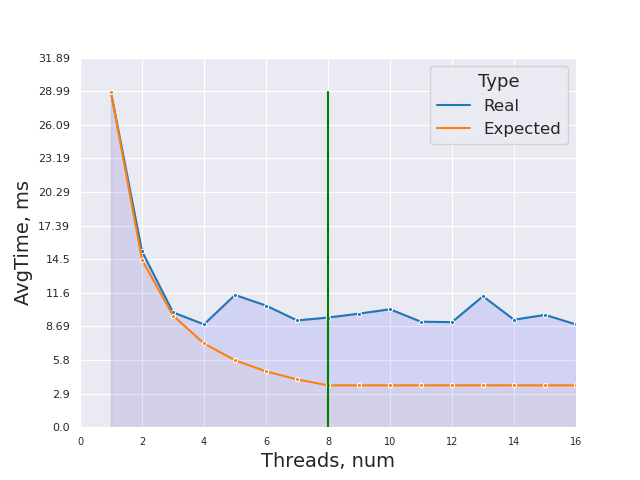 31.89
28.99
26.09
23.19
20.29
17.39
14.5
11.6
8.69
5.8
2.9
0.0
AvgTime, ms
Type
Real
Expected
0 2 4 6 8 10 12 14 16
Threads, num